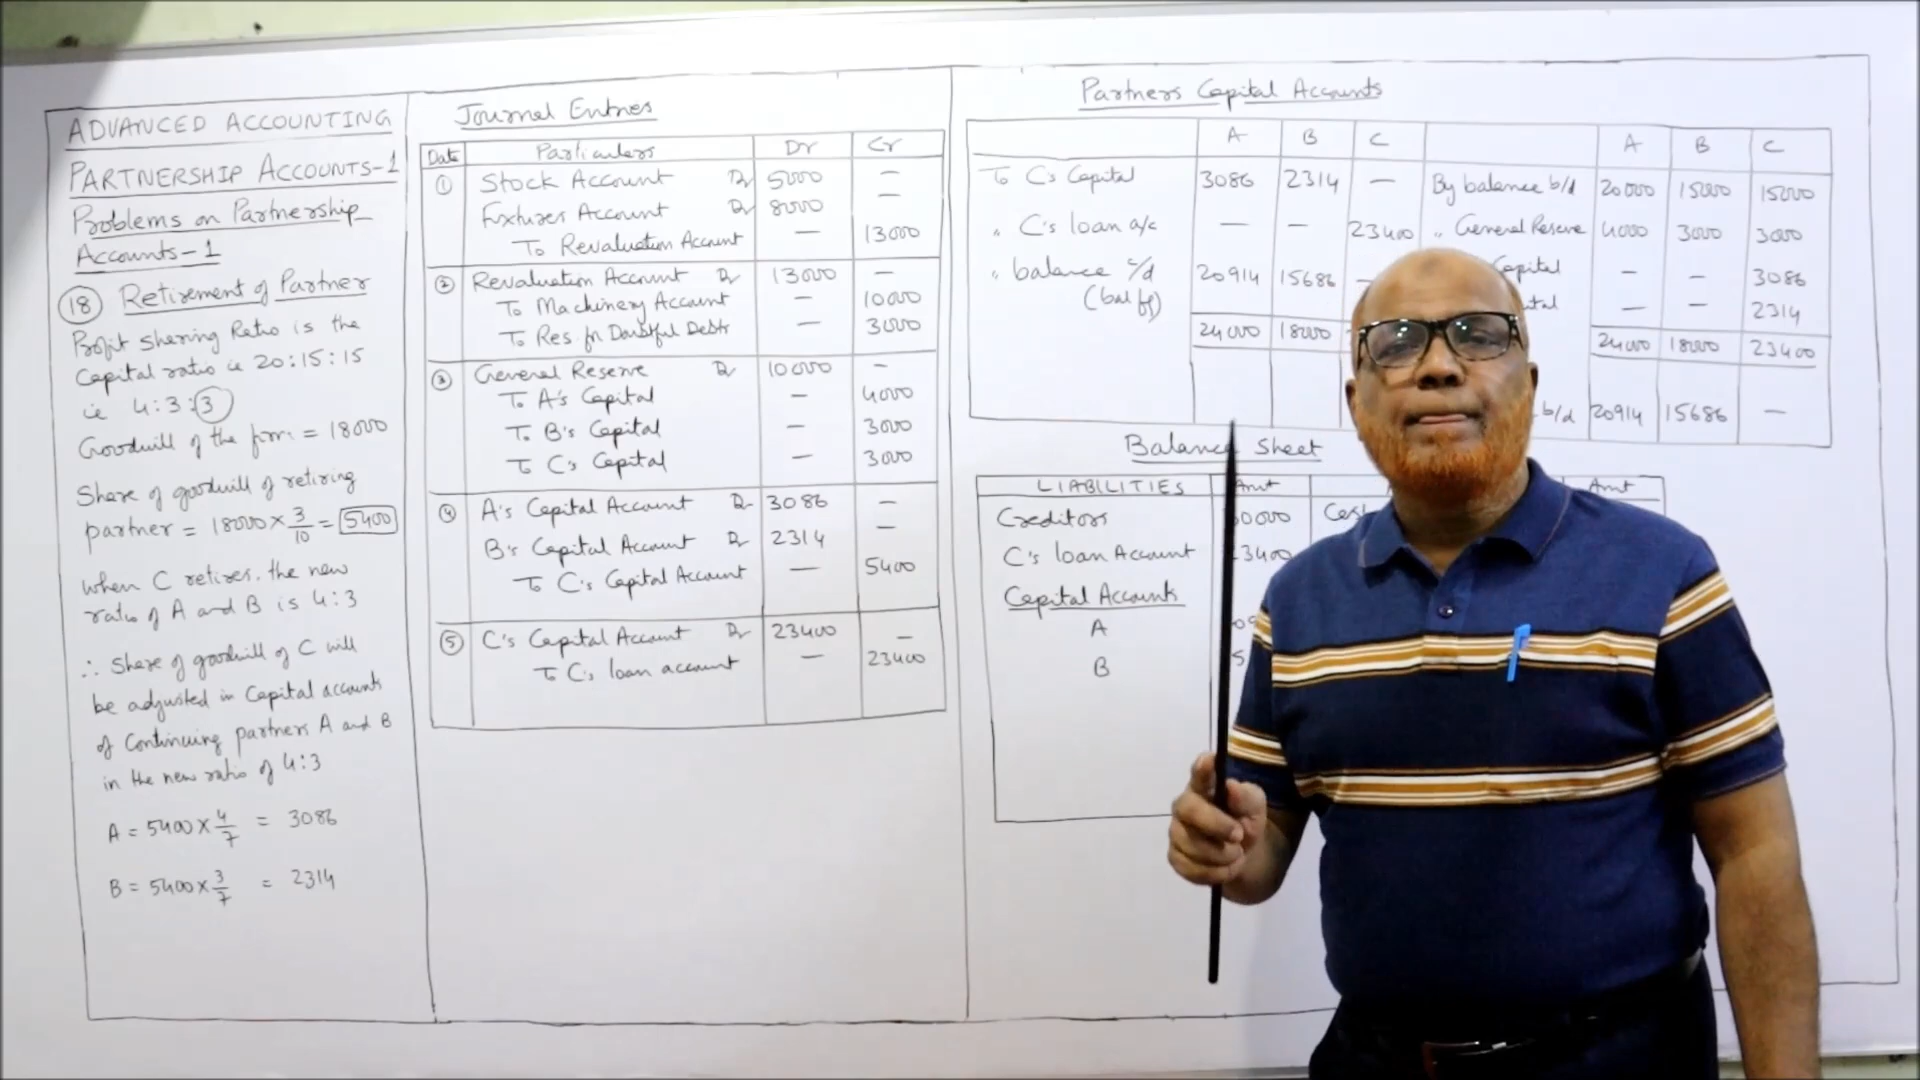 ADVANCED ACCOUNTING
PARTNERSHIP ACCOUNTS-1
Problems on Partnership
Accounts-1
18 Retirement of Partner
Profit sharing Ratio is the
Capital ratio ie 20:15:15
ie 4:3:3
Goodwill of the firm = 18000
Share of goodwill of retiring
partner = 18000 × 3/10 = 5400
when C retires, the new
ratio of A and B is 4:3
∴ Share of goodwill of C will
be adjusted in Capital accounts
of Continuing partners A and B
in the new ratio of 4:3
A = 5400 × 4/7 = 3086
B = 5400 × 3/7 = 2314
Journal Entries
Date Particulars Dr Cr
① Stock Account Dr 5000 —
Fixtures Account Dr 8000 —
To Revaluation Account — 13000
② Revaluation Account Dr 13000 —
To Machinery Account — 10000
To Res. for Doubtful Debts — 3000
③ General Reserve Dr 10000 —
To A's Capital — 4000
To B's Capital — 3000
To C's Capital — 3000
④ A's Capital Account Dr 3086 —
B's Capital Account Dr 2314 —
To C's Capital Account — 5400
⑤ C's Capital Account Dr 23400 —
To C's loan account — 23400
Partners Capital Accounts
A B C A B C
To C's Capital 3086 2314 — By balance b/d 20000 15000 15000
" C's loan a/c — — 23400 " General Reserve 4000 3000 3000
" balance c/d 20914 15686 — Capital — — 3086
(bal fg) — — 2314
24000 18000 24000 18000 23400
b/d 20914 15686 —
Balance Sheet
LIABILITIES Amt Amt
Creditors
C's loan Account
Capital Accounts
A
B